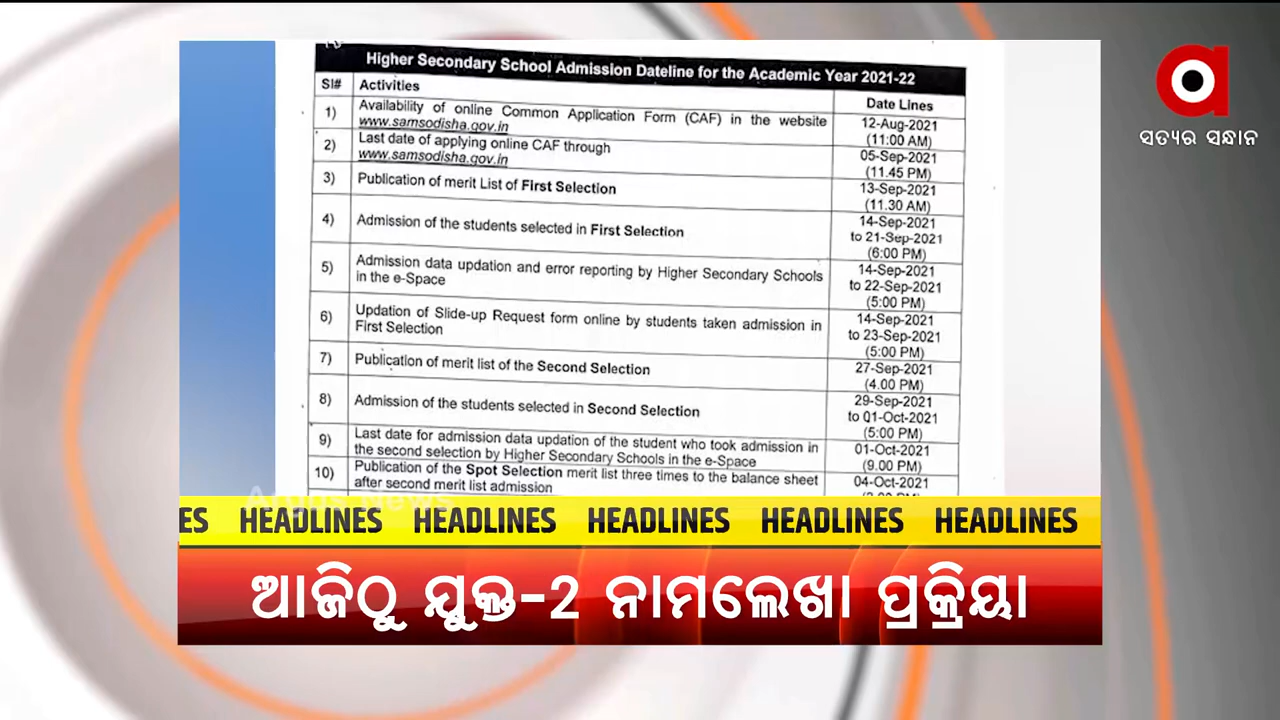 Higher Secondary School Admission Dateline for the Academic Year 2021-22
Sl# Activities Date Lines
1) Availability of online Common Application Form (CAF) in the website www.samsodisha.gov.in 12-Aug-2021 (11:00 AM)
2) Last date of applying online CAF through www.samsodisha.gov.in 05-Sep-2021 (11.45 PM)
3) Publication of merit List of First Selection 13-Sep-2021 (11.30 AM)
4) Admission of the students selected in First Selection 14-Sep-2021 to 21-Sep-2021 (6:00 PM)
5) Admission data updation and error reporting by Higher Secondary Schools in the e-Space 14-Sep-2021 to 22-Sep-2021 (5:00 PM)
6) Updation of Slide-up Request form online by students taken admission in First Selection 14-Sep-2021 to 23-Sep-2021 (5:00 PM)
7) Publication of merit list of the Second Selection 27-Sep-2021 (4.00 PM)
8) Admission of the students selected in Second Selection 29-Sep-2021 to 01-Oct-2021 (5:00 PM)
9) Last date for admission data updation of the student who took admission in the second selection by Higher Secondary Schools in the e-Space 01-Oct-2021 (9.00 PM)
10) Publication of the Spot Selection merit list three times to the balance sheet after second merit list admission 04-Oct-2021
ସତ୍ୟର ସନ୍ଧାନ
Argus News
ES HEADLINES HEADLINES HEADLINES HEADLINES HEADLINES
ଆଜିଠୁ ଯୁକ୍ତ-2 ନାମଲେଖା ପ୍ରକ୍ରିୟା